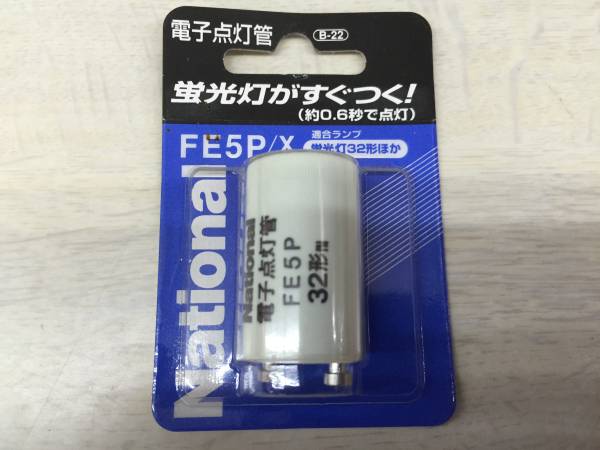 電子点灯管 B-22
蛍光灯がすぐつく!
(約0.6秒で点灯)
FE5P/X
適合ランプ
蛍光灯32形ほか
National
National
電子点灯管
FE5P
32形用